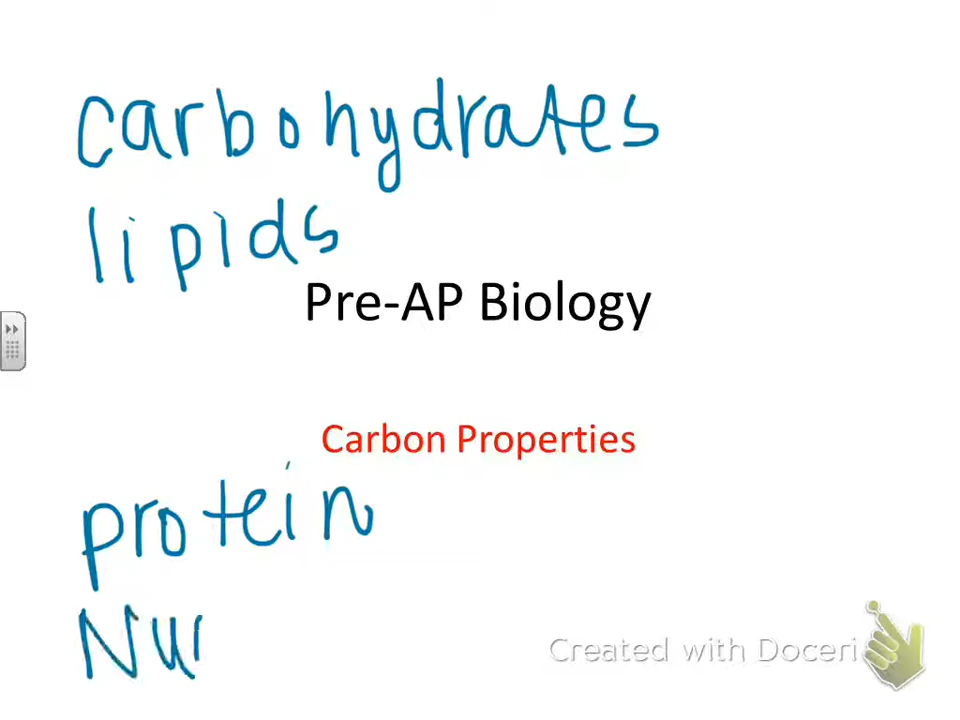 carbohydrates
lipids
Pre-AP Biology
Carbon Properties
protein
Nu
Created with Doceri